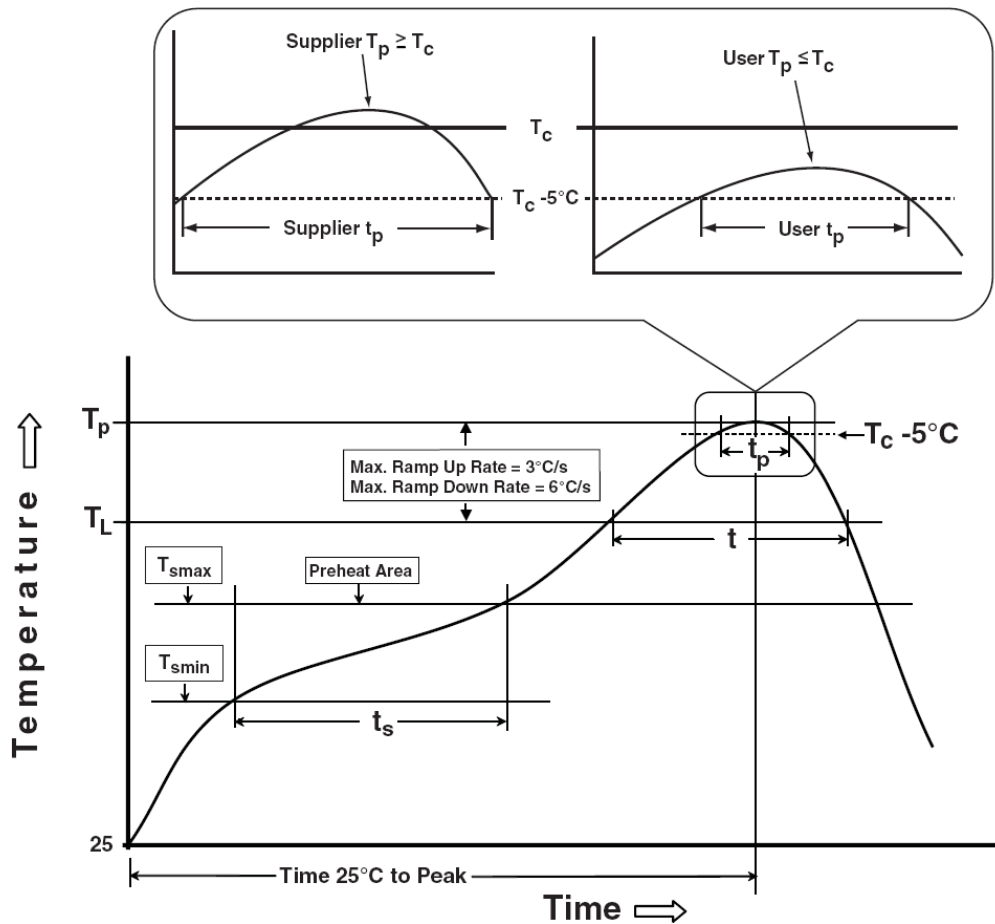 Supplier Tp ≥ Tc
User Tp ≤ Tc
Tc
Tc -5°C
Supplier tp
User tp
Tp
Tc -5°C
tp
Max. Ramp Up Rate = 3°C/s
Max. Ramp Down Rate = 6°C/s
TL
t
Tsmax
Preheat Area
Tsmin
ts
Temperature
25
Time 25°C to Peak
Time